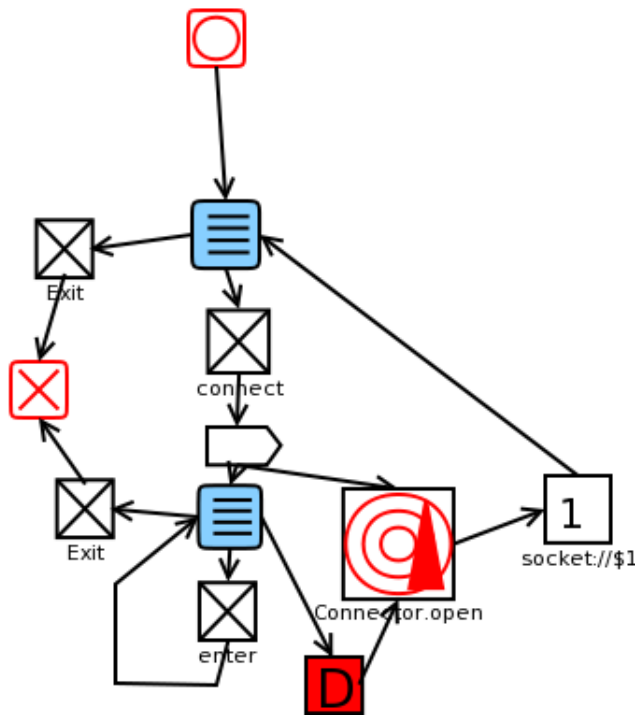 Exit
connect
Exit
1
socket://$1
Connector.open
enter
D